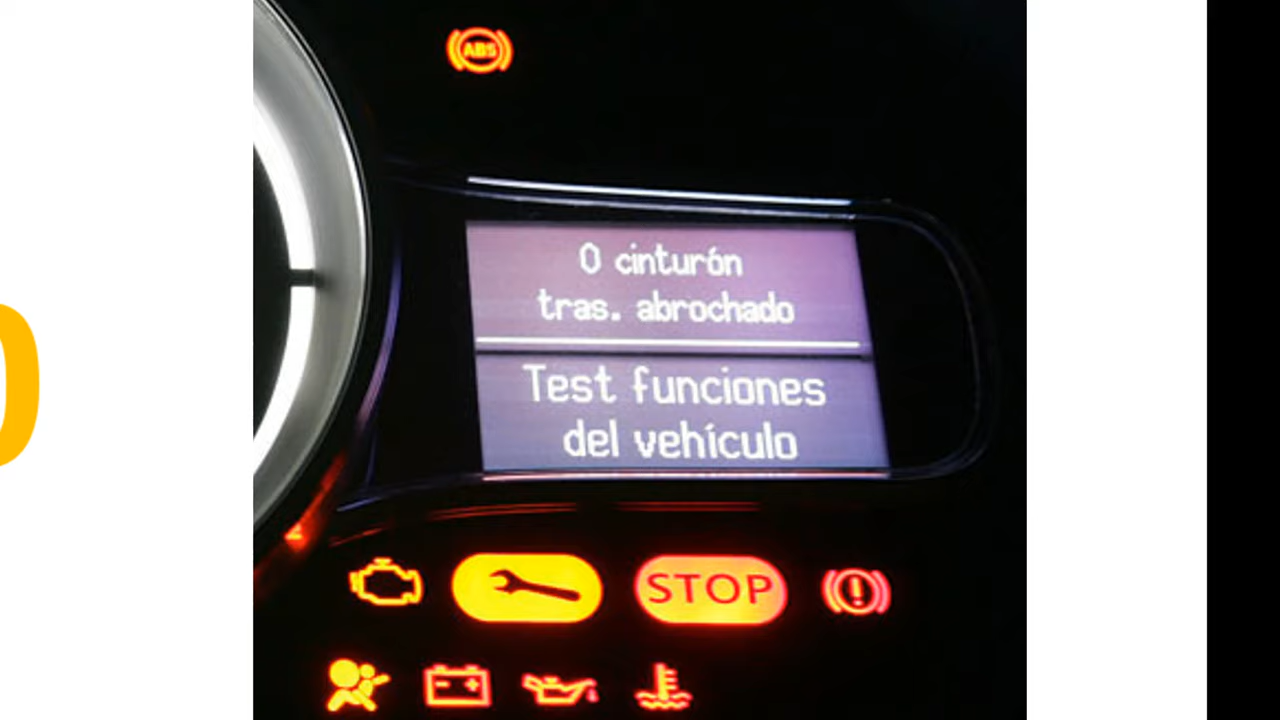 ABS
0 cinturón
tras. abrochado
Test funciones
del vehículo
STOP